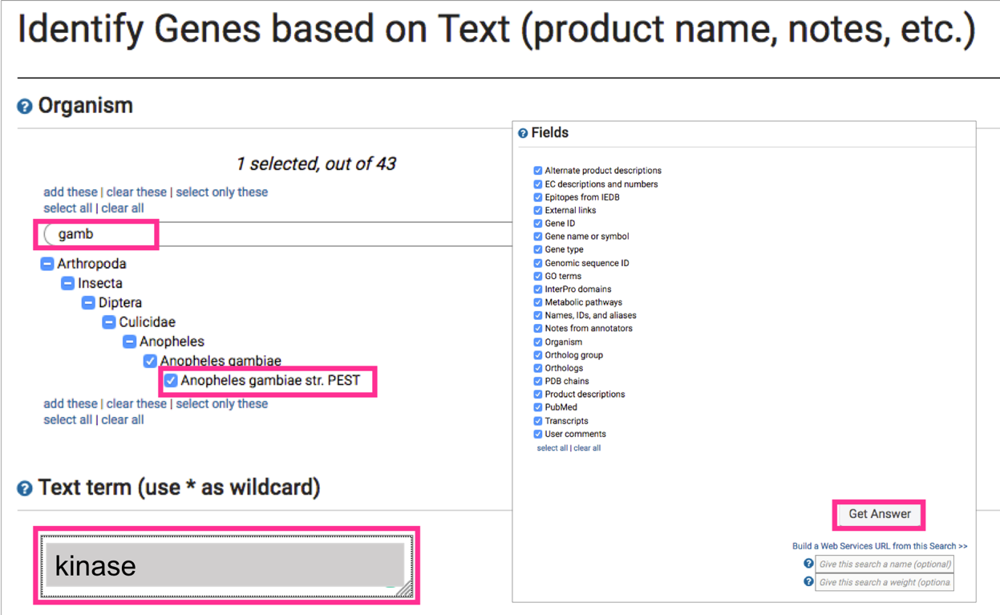 Identify Genes based on Text (product name, notes, etc.)
Organism
1 selected, out of 43
add these | clear these | select only these
select all | clear all
gamb
Arthropoda
Insecta
Diptera
Culicidae
Anopheles
Anopheles gambiae
Anopheles gambiae str. PEST
add these | clear these | select only these
select all | clear all
Text term (use * as wildcard)
kinase
Fields
Alternate product descriptions
EC descriptions and numbers
Epitopes from IEDB
External links
Gene ID
Gene name or symbol
Gene type
Genomic sequence ID
GO terms
InterPro domains
Metabolic pathways
Names, IDs, and aliases
Notes from annotators
Organism
Ortholog group
Orthologs
PDB chains
Product descriptions
PubMed
Transcripts
User comments
select all | clear all
Get Answer
Build a Web Services URL from this Search >>
Give this search a name (optional)
Give this search a weight (optiona